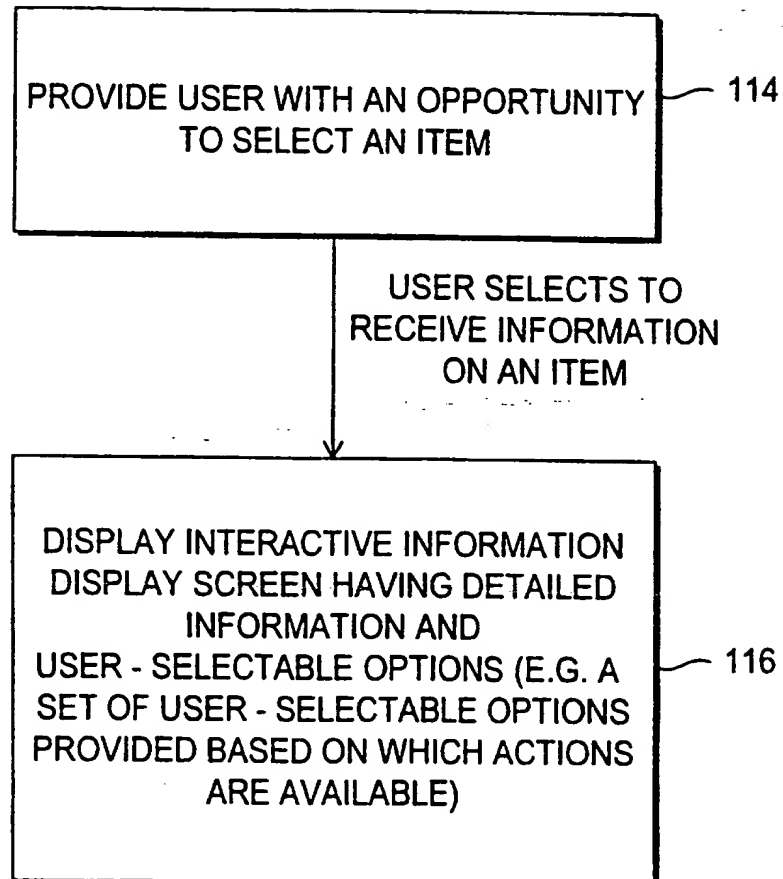 PROVIDE USER WITH AN OPPORTUNITY
TO SELECT AN ITEM
114
USER SELECTS TO
RECEIVE INFORMATION
ON AN ITEM
DISPLAY INTERACTIVE INFORMATION
DISPLAY SCREEN HAVING DETAILED
INFORMATION AND
USER - SELECTABLE OPTIONS (E.G. A
SET OF USER - SELECTABLE OPTIONS
PROVIDED BASED ON WHICH ACTIONS
ARE AVAILABLE)
116